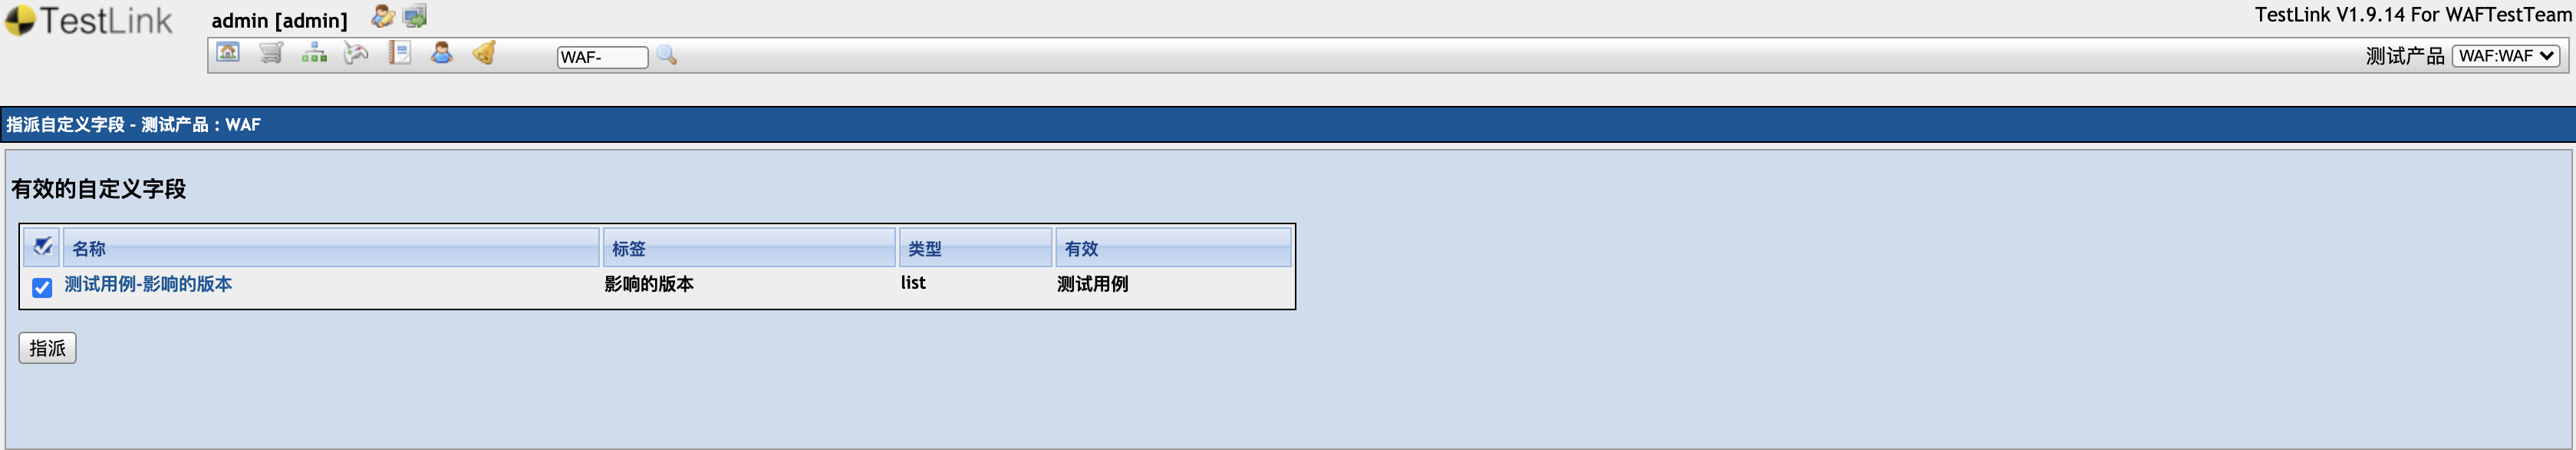 TestLink
admin [admin]
TestLink V1.9.14 For WAFTestTeam
WAF-
测试产品 WAF:WAF
指派自定义字段 - 测试产品 : WAF
有效的自定义字段
名称 标签 类型 有效
测试用例-影响的版本 影响的版本 list 测试用例
指派